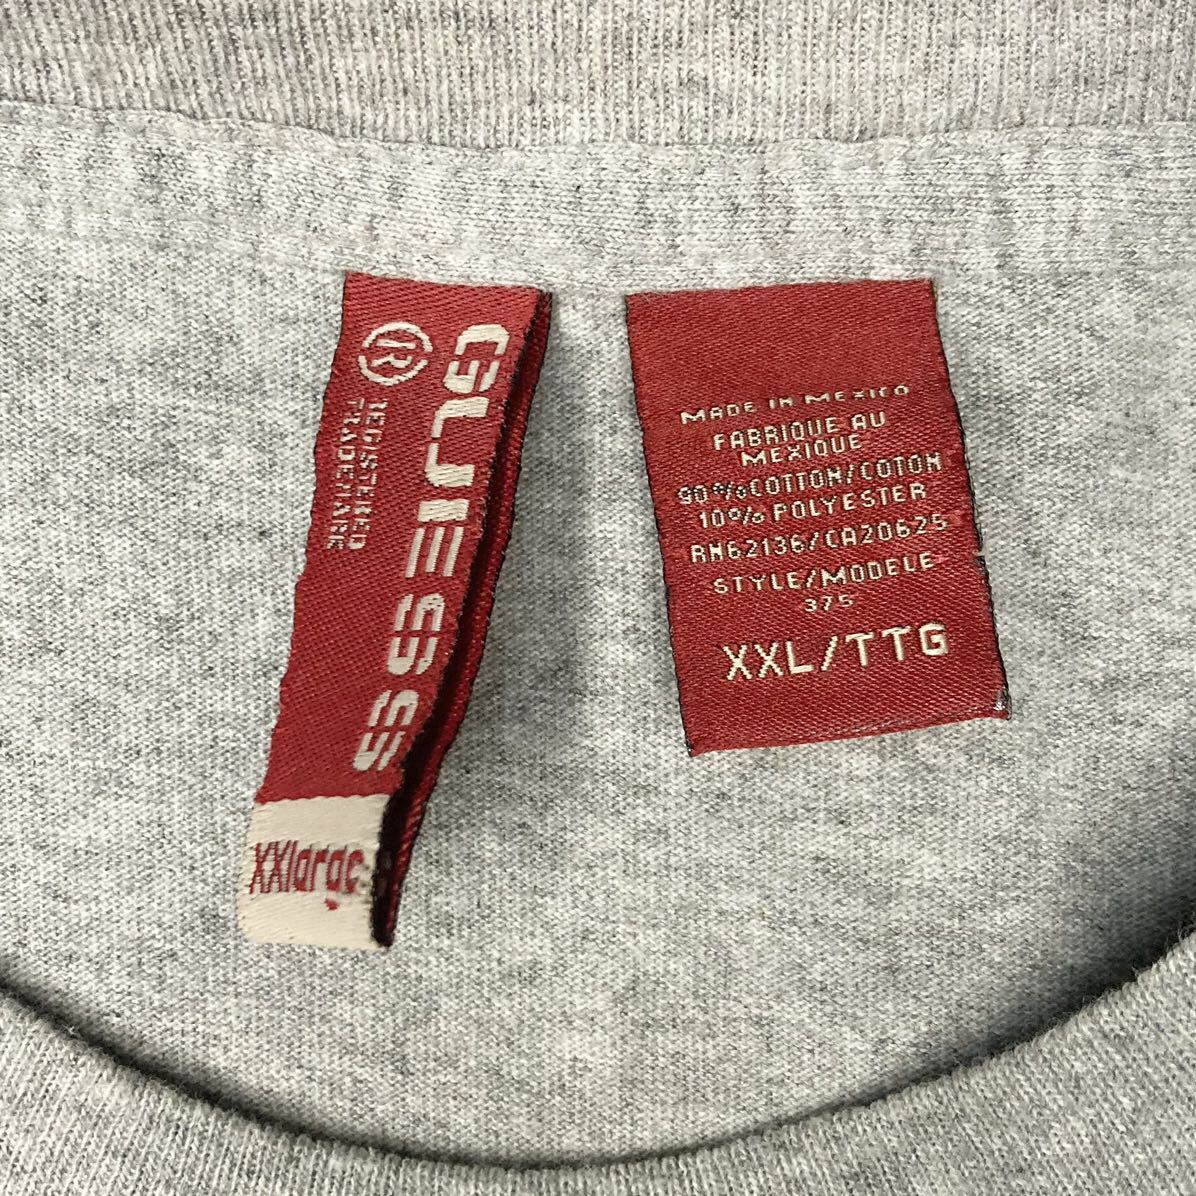 GUESS
®
REGISTERED
TRADEMARK
XXlarge
MADE IN MEXICO
FABRIQUE AU
MEXIQUE
90%COTTON/COTON
10% POLYESTER
RN62136/CA20625
STYLE/MODELE
375
XXL/TTG